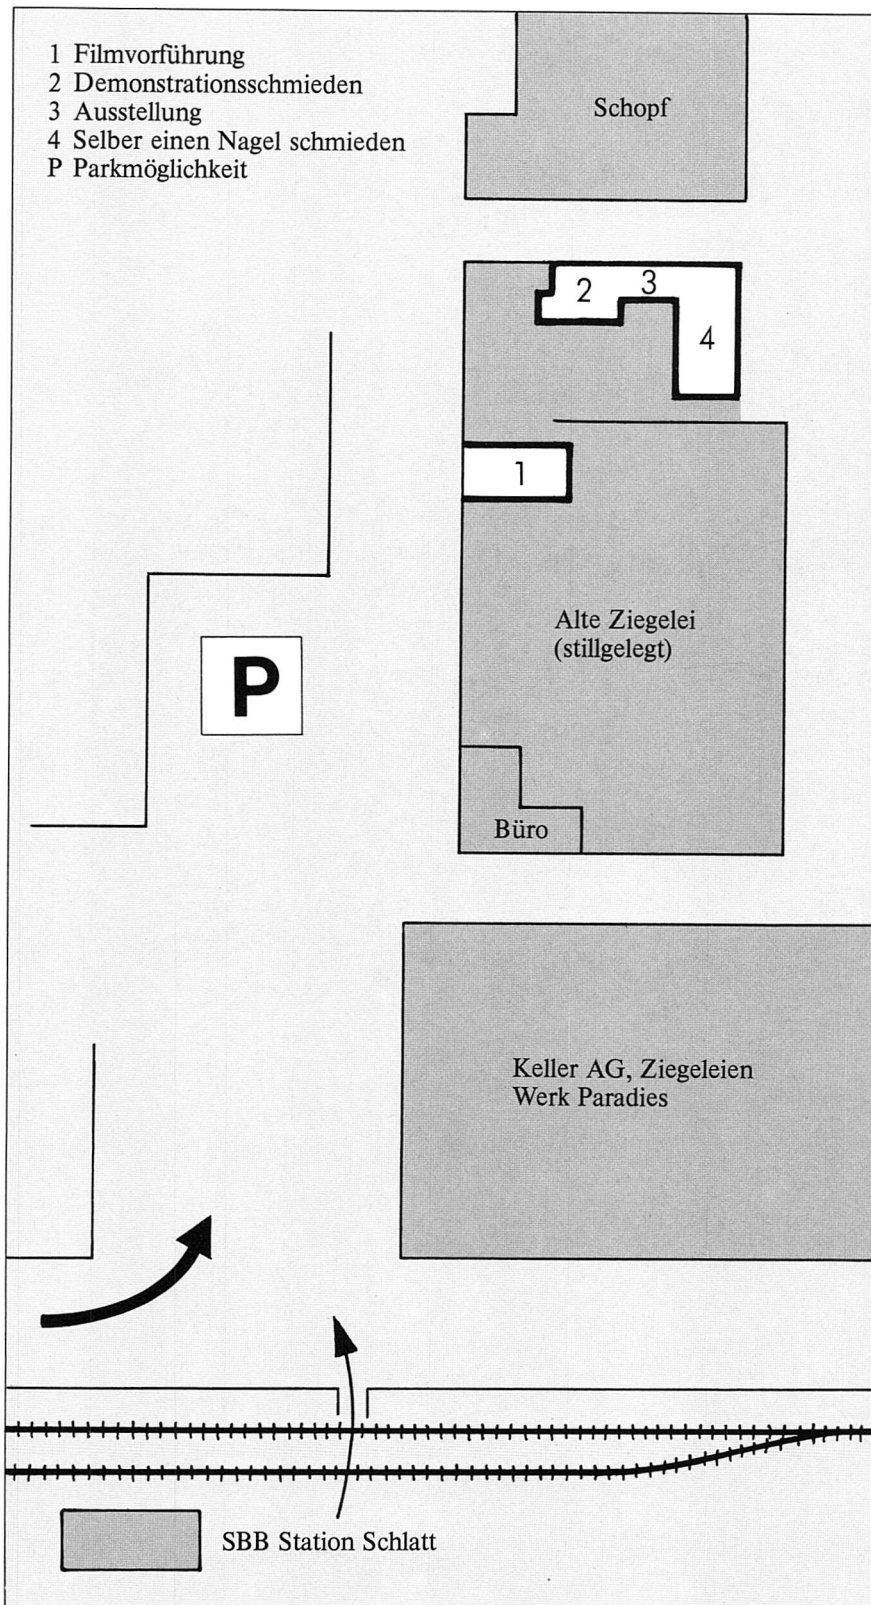 1 Filmvorführung
2 Demonstrationsschmieden
3 Ausstellung
4 Selber einen Nagel schmieden
P Parkmöglichkeit
Schopf
2
3
4
1
Alte Ziegelei
(stillgelegt)
P
Büro
Keller AG, Ziegeleien
Werk Paradies
SBB Station Schlatt